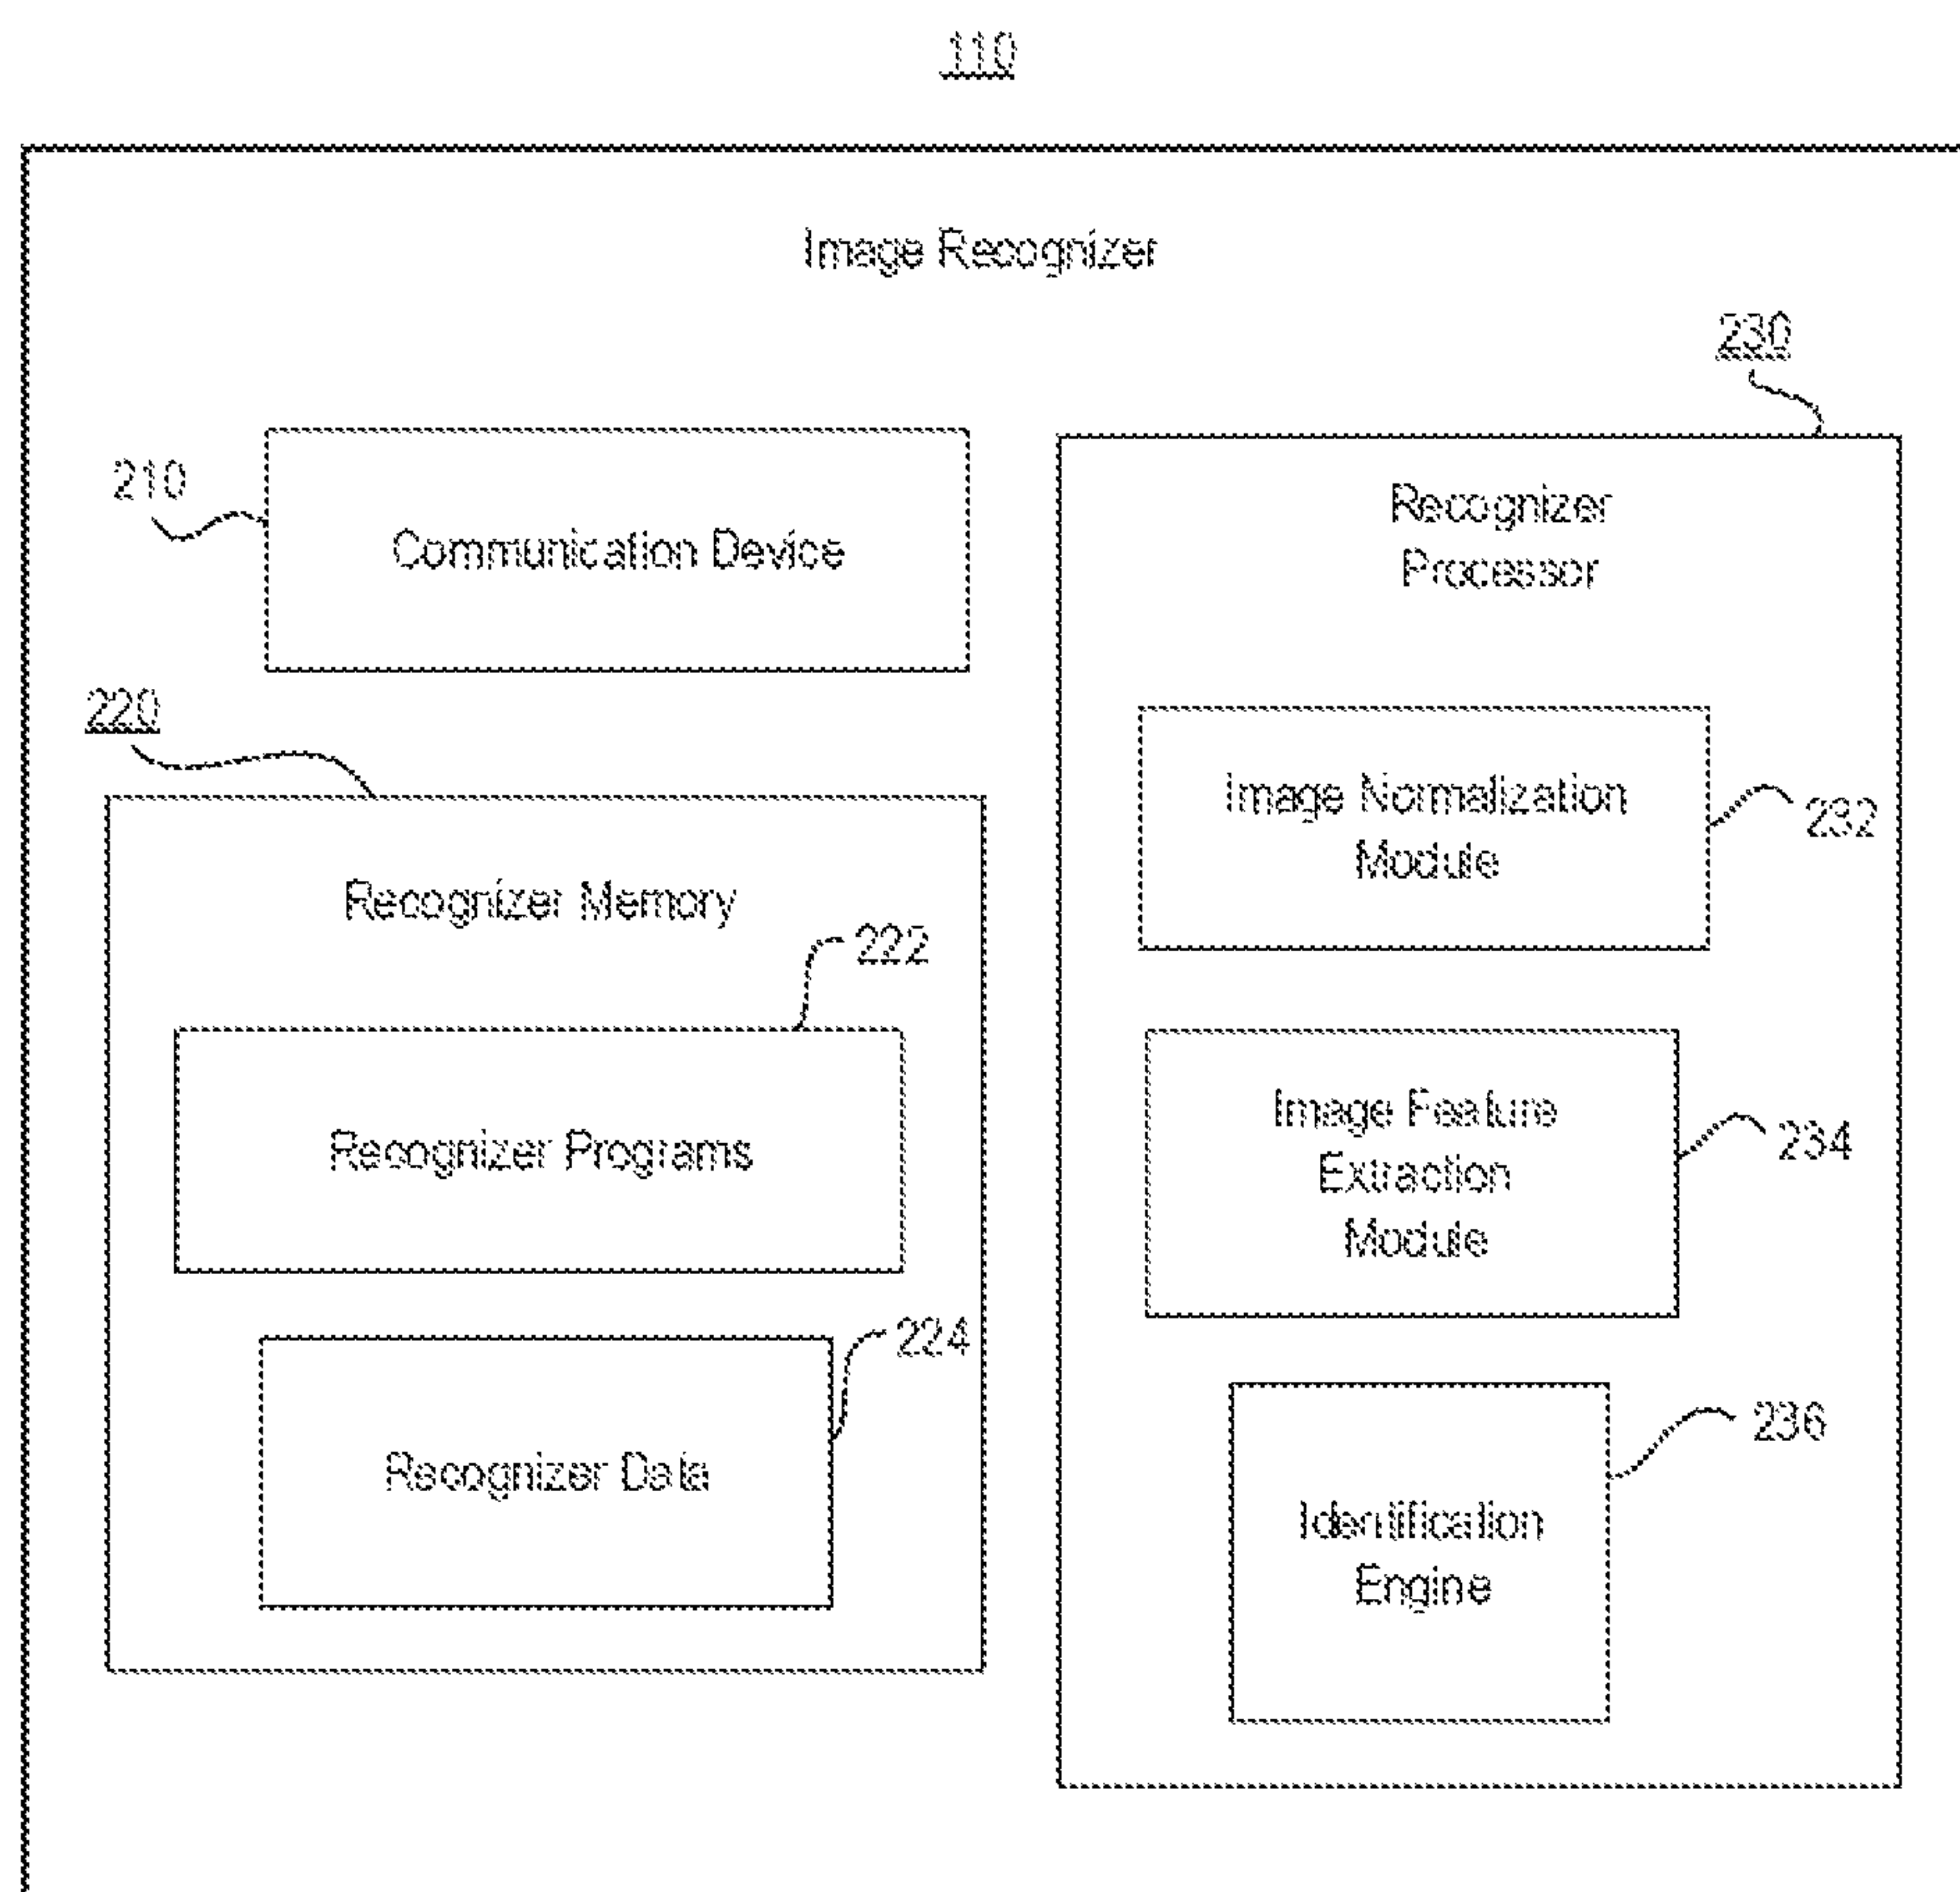 110
Image Recognizer
230
210
Communication Device
Recognizer
Processor
220
Image Normalization
Module
232
Recognizer Memory
222
Recognizer Programs
Image Feature
Extraction
Module
234
224
Recognizer Data
236
Identification
Engine